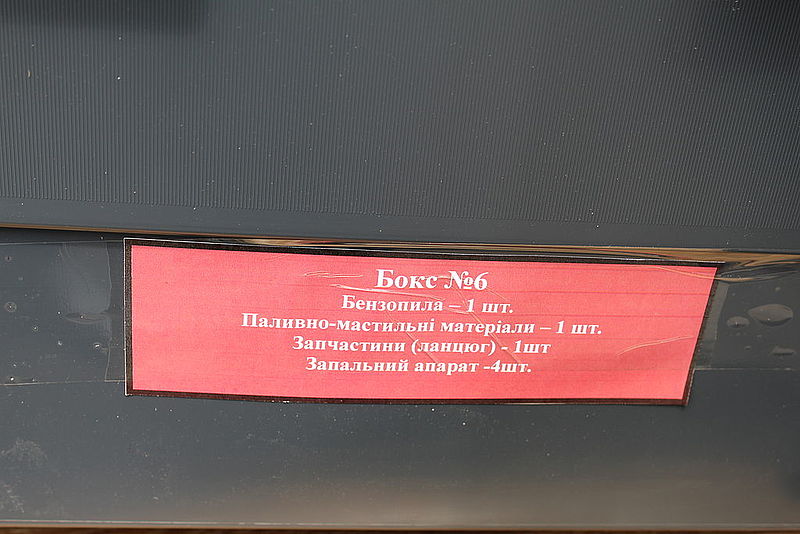 Бокс №6
Бензопила – 1 шт.
Паливно-мастильні матеріали – 1 шт.
Запчастини (ланцюг) - 1шт
Запальний апарат -4шт.